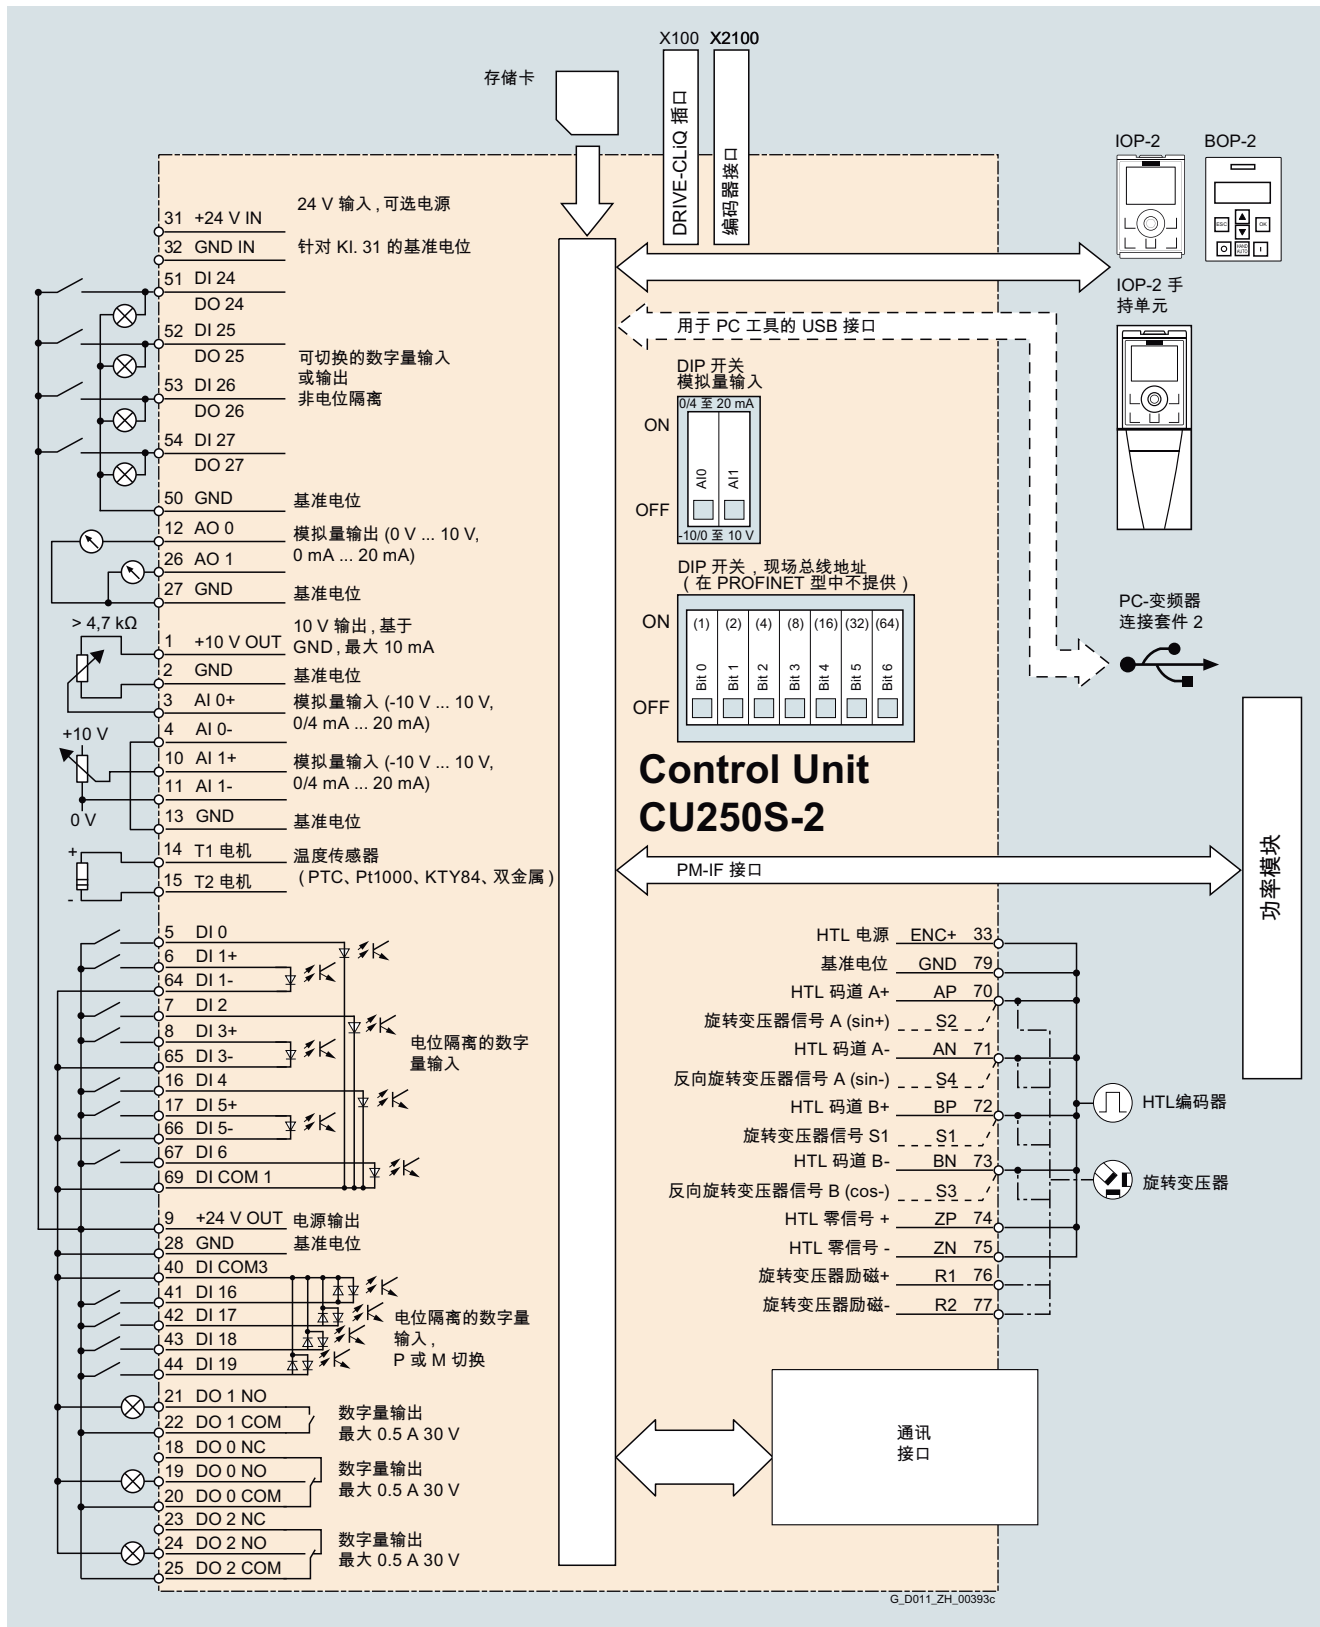 X100 X2100
存储卡
DRIVE-CLiQ 插口
编码器接口
IOP-2 BOP-2
ESC OK
HAND AUTO
IOP-2 手
持单元
31 +24 V IN
24 V 输入 , 可选电源
32 GND IN
针对 KI. 31 的基准电位
51 DI 24
DO 24
52 DI 25
DO 25
53 DI 26
DO 26
54 DI 27
DO 27
可切换的数字量输入
或输出
非电位隔离
50 GND
基准电位
12 AO 0
模拟量输出 (0 V ... 10 V,
0 mA ... 20 mA)
26 AO 1
27 GND
基准电位
> 4,7 kΩ
1 +10 V OUT
10 V 输出 , 基于
GND , 最大 10 mA
2 GND
基准电位
3 AI 0+
模拟量输入 (-10 V ... 10 V,
0/4 mA ... 20 mA)
4 AI 0-
+10 V
10 AI 1+
模拟量输入 (-10 V ... 10 V,
0/4 mA ... 20 mA)
11 AI 1-
0 V
13 GND
基准电位
+
14 T1 电机
温度传感器
( PTC、Pt1000、KTY84、双金属 )
15 T2 电机
-
5 DI 0
6 DI 1+
64 DI 1-
7 DI 2
8 DI 3+
65 DI 3-
16 DI 4
17 DI 5+
66 DI 5-
67 DI 6
69 DI COM 1
电位隔离的数字
量输入
9 +24 V OUT 电源输出
28 GND 基准电位
40 DI COM3
41 DI 16
42 DI 17
43 DI 18
44 DI 19
电位隔离的数字量
输入 ,
P 或 M 切换
21 DO 1 NO
22 DO 1 COM
数字量输出
最大 0.5 A 30 V
18 DO 0 NC
19 DO 0 NO
20 DO 0 COM
数字量输出
最大 0.5 A 30 V
23 DO 2 NC
24 DO 2 NO
25 DO 2 COM
数字量输出
最大 0.5 A 30 V
用于 PC 工具的 USB 接口
DIP 开关
模拟量输入
0/4 至 20 mA
ON
AI0 AI1
OFF
-10/0 至 10 V
DIP 开关 , 现场总线地址
( 在 PROFINET 型中不提供 )
ON
(1) (2) (4) (8) (16) (32) (64)
Bit 0 Bit 1 Bit 2 Bit 3 Bit 4 Bit 5 Bit 6
OFF
PC-变频器
连接套件 2
Control Unit
CU250S-2
PM-IF 接口
功率模块
HTL 电源 ENC+ 33
基准电位 GND 79
HTL 码道 A+ AP 70
旋转变压器信号 A (sin+) S2
HTL 码道 A- AN 71
反向旋转变压器信号 A (sin-) S4
HTL 码道 B+ BP 72
旋转变压器信号 S1 S1
HTL 码道 B- BN 73
反向旋转变压器信号 B (cos-) S3
HTL 零信号 + ZP 74
HTL 零信号 - ZN 75
旋转变压器励磁+ R1 76
旋转变压器励磁- R2 77
HTL编码器
旋转变压器
通讯
接口
G_D011_ZH_00393c